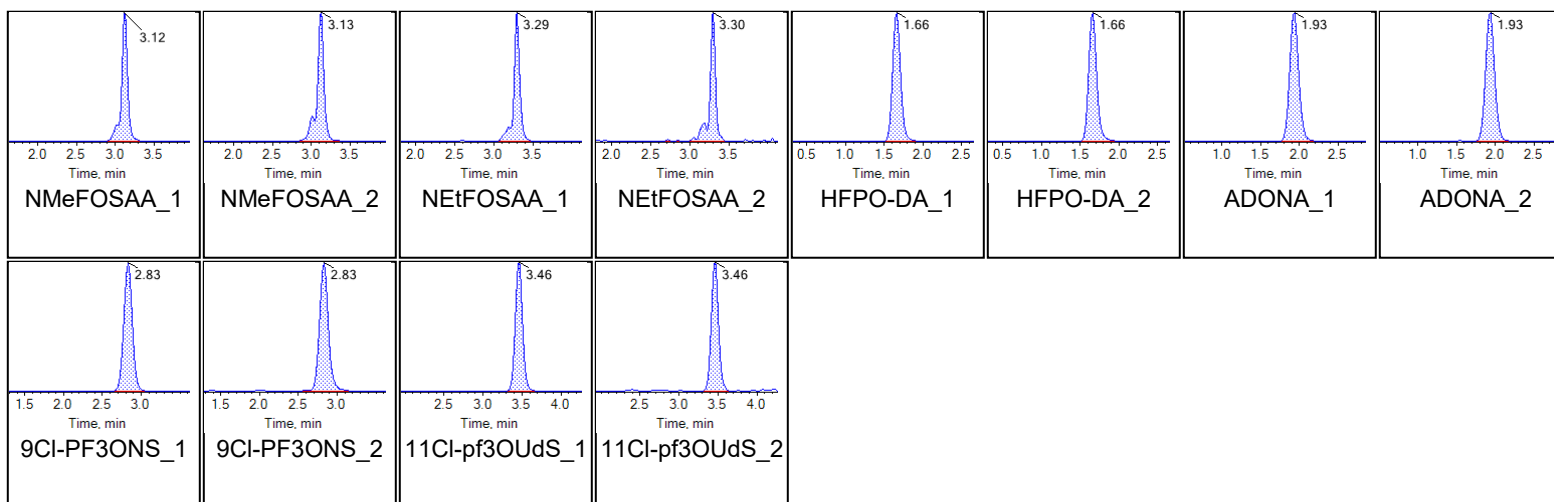 3.12
2.0 2.5 3.0 3.5
Time, min
NMeFOSAA_1
3.13
2.0 2.5 3.0 3.5
Time, min
NMeFOSAA_2
3.29
2.0 2.5 3.0 3.5
Time, min
NEtFOSAA_1
3.30
2.0 2.5 3.0 3.5
Time, min
NEtFOSAA_2
1.66
0.5 1.0 1.5 2.0 2.5
Time, min
HFPO-DA_1
1.66
0.5 1.0 1.5 2.0 2.5
Time, min
HFPO-DA_2
1.93
1.0 1.5 2.0 2.5
Time, min
ADONA_1
1.93
1.0 1.5 2.0 2.5
Time, min
ADONA_2
2.83
1.5 2.0 2.5 3.0
Time, min
9Cl-PF3ONS_1
2.83
1.5 2.0 2.5 3.0
Time, min
9Cl-PF3ONS_2
3.46
2.5 3.0 3.5 4.0
Time, min
11Cl-pf3OUdS_1
3.46
2.5 3.0 3.5 4.0
Time, min
11Cl-pf3OUdS_2